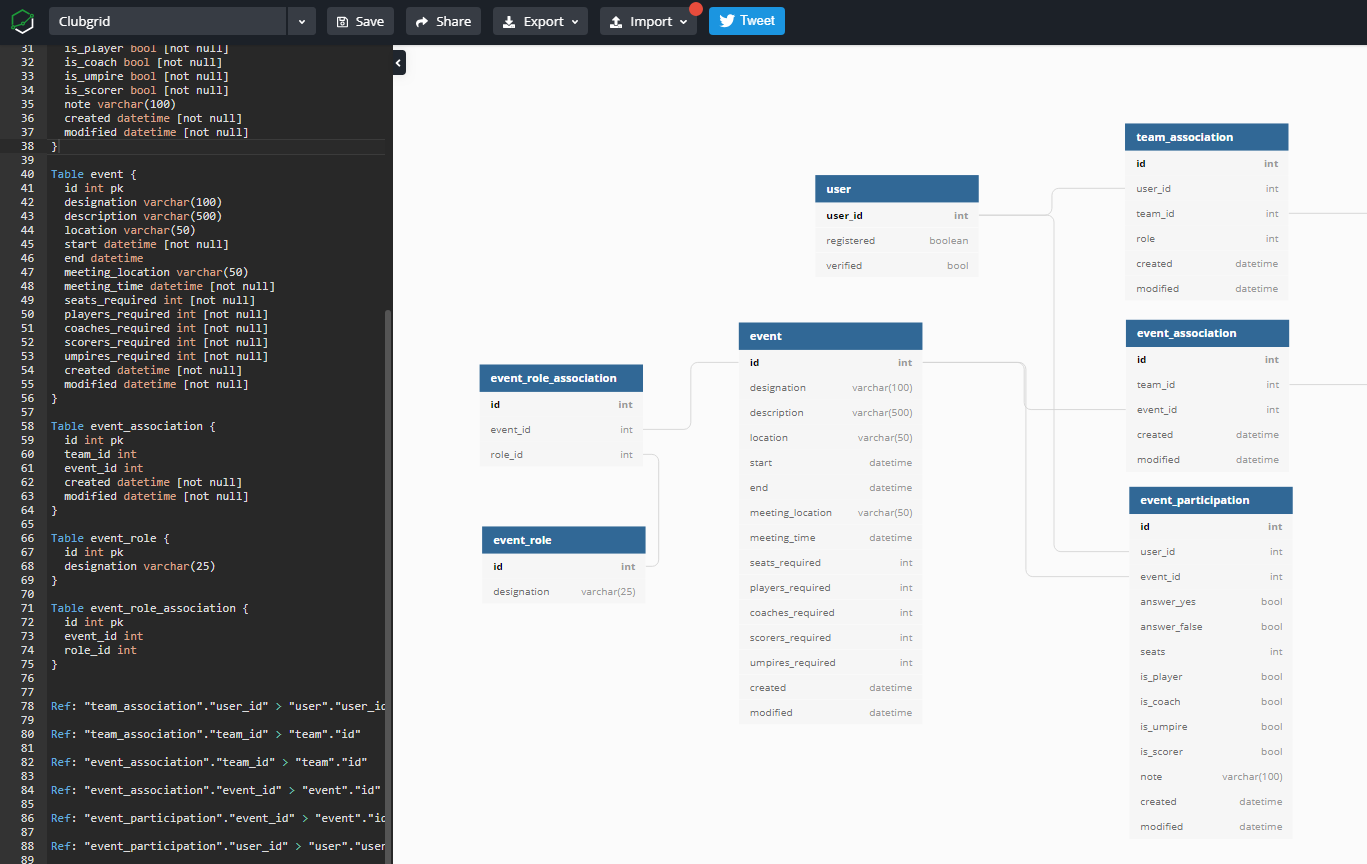 Clubgrid
Save
Share
Export
Import
Tweet
31 is_player bool [not null]
32 is_coach bool [not null]
33 is_umpire bool [not null]
34 is_scorer bool [not null]
35 note varchar(100)
36 created datetime [not null]
37 modified datetime [not null]
38 }
39
40 Table event {
41 id int pk
42 designation varchar(100)
43 description varchar(500)
44 location varchar(50)
45 start datetime [not null]
46 end datetime
47 meeting_location varchar(50)
48 meeting_time datetime [not null]
49 seats_required int [not null]
50 players_required int [not null]
51 coaches_required int [not null]
52 scorers_required int [not null]
53 umpires_required int [not null]
54 created datetime [not null]
55 modified datetime [not null]
56 }
57
58 Table event_association {
59 id int pk
60 team_id int
61 event_id int
62 created datetime [not null]
63 modified datetime [not null]
64 }
65
66 Table event_role {
67 id int pk
68 designation varchar(25)
69 }
70
71 Table event_role_association {
72 id int pk
73 event_id int
74 role_id int
75 }
76
77
78 Ref: "team_association"."user_id" > "user"."user_id
79
80 Ref: "team_association"."team_id" > "team"."id"
81
82 Ref: "event_association"."team_id" > "team"."id"
83
84 Ref: "event_association"."event_id" > "event"."id"
85
86 Ref: "event_participation"."event_id" > "event"."id
87
88 Ref: "event_participation"."user_id" > "user"."user
89
event_role_association
id int
event_id int
role_id int
event_role
id int
designation varchar(25)
user
user_id int
registered boolean
verified bool
event
id int
designation varchar(100)
description varchar(500)
location varchar(50)
start datetime
end datetime
meeting_location varchar(50)
meeting_time datetime
seats_required int
players_required int
coaches_required int
scorers_required int
umpires_required int
created datetime
modified datetime
team_association
id int
user_id int
team_id int
role int
created datetime
modified datetime
event_association
id int
team_id int
event_id int
created datetime
modified datetime
event_participation
id int
user_id int
event_id int
answer_yes bool
answer_false bool
seats int
is_player bool
is_coach bool
is_umpire bool
is_scorer bool
note varchar(100)
created datetime
modified datetime